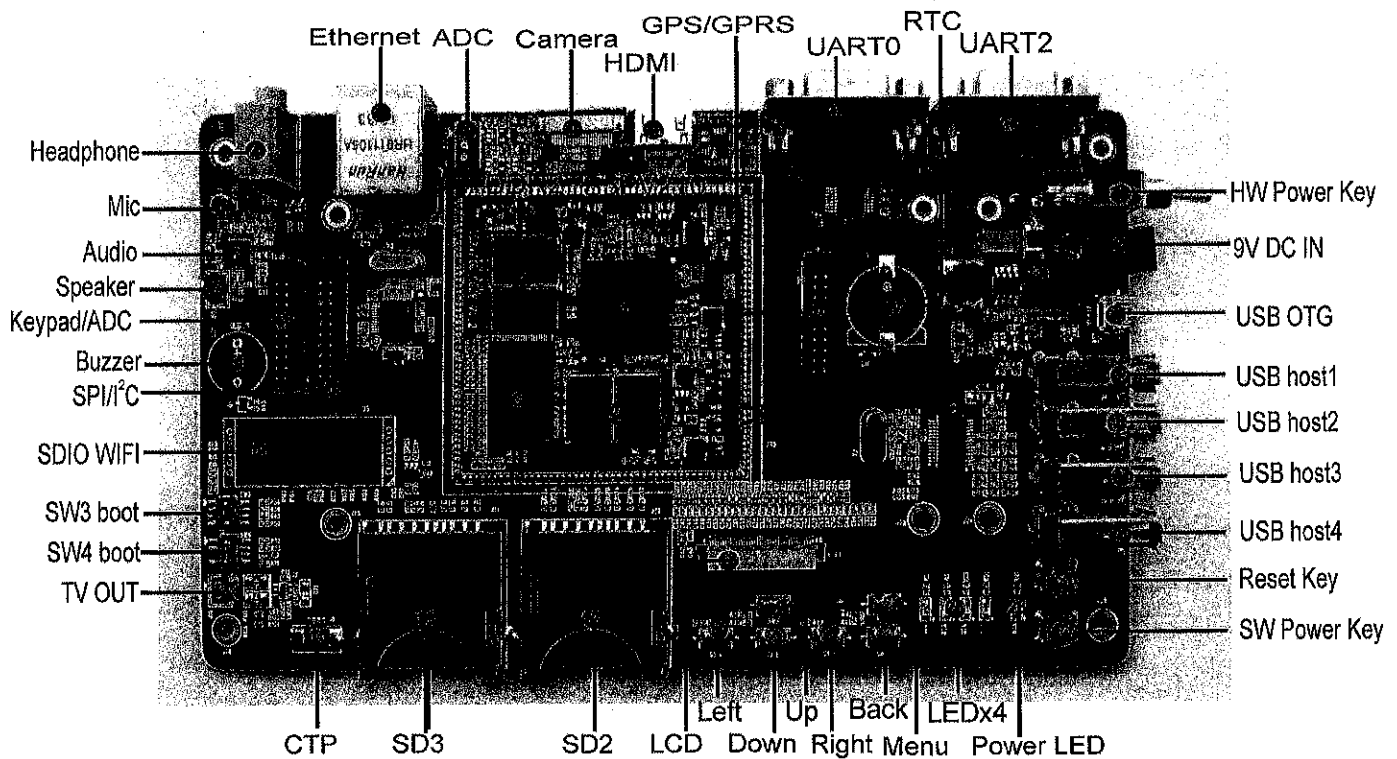 GPS/GPRS
RTC
Ethernet
ADC
Camera
HDMI
UART0
UART2
Headphone
HW Power Key
Mic
9V DC IN
Audio
Speaker
USB OTG
Keypad/ADC
Buzzer
USB host1
SPI/I²C
USB host2
SDIO WIFI
USB host3
SW3 boot
USB host4
SW4 boot
Reset Key
TV OUT
SW Power Key
Left
Up
Back
LEDx4
CTP
SD3
SD2
LCD
Down
Right
Menu
Power LED